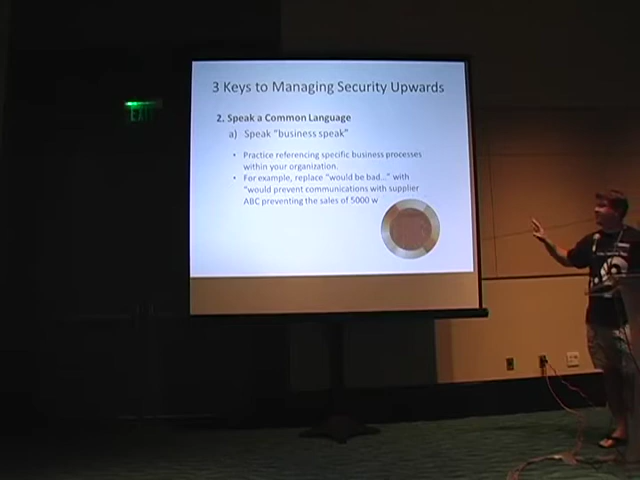 3 Keys to Managing Security Upwards
2. Speak a Common Language
a) Speak "business speak"
• Practice referencing specific business processes
within your organization.
• For example, replace "would be bad..." with
"would prevent communications with supplier
ABC preventing the sales of 5000 w
EXIT